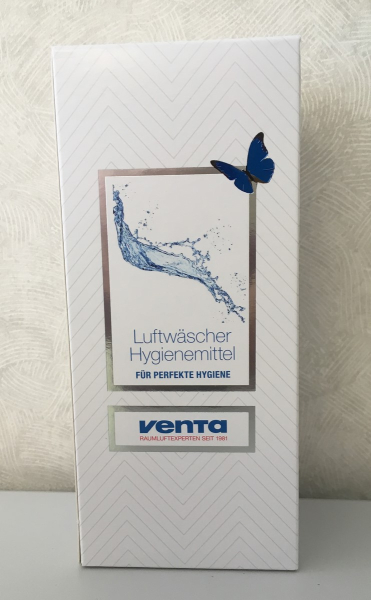 Luftwäscher
Hygienemittel
FÜR PERFEKTE HYGIENE
venta
RAUMLUFTEXPERTEN SEIT 1981